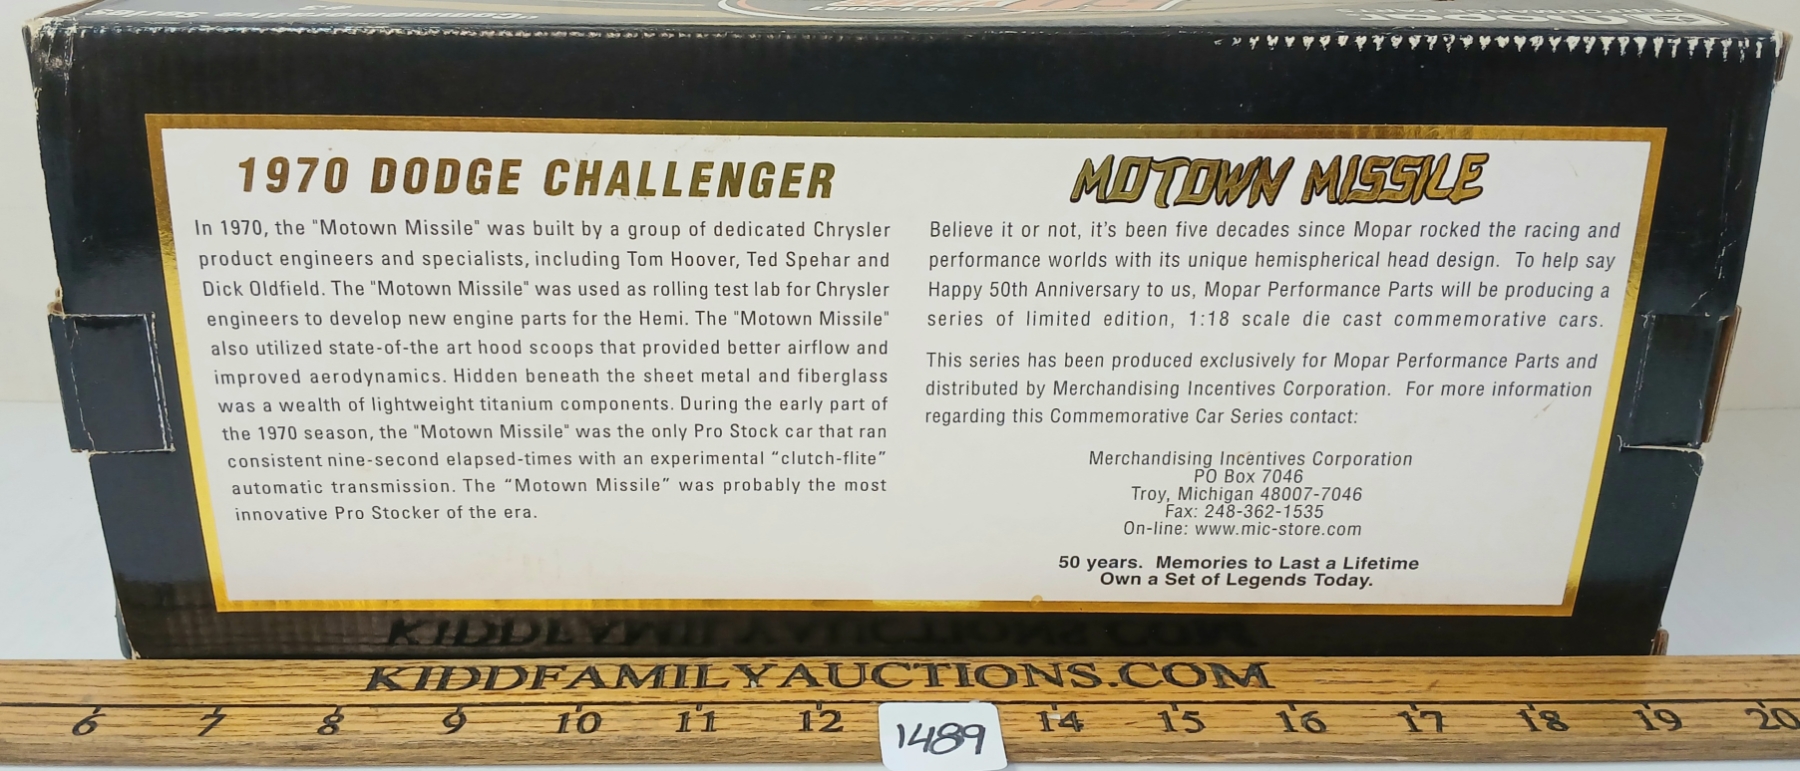 Commemorative Series
#3
Mopar
PERFORMANCE PARTS
1970 DODGE CHALLENGER
In 1970, the "Motown Missile" was built by a group of dedicated Chrysler
product engineers and specialists, including Tom Hoover, Ted Spehar and
Dick Oldfield. The "Motown Missile" was used as rolling test lab for Chrysler
engineers to develop new engine parts for the Hemi. The "Motown Missile"
also utilized state-of-the art hood scoops that provided better airflow and
improved aerodynamics. Hidden beneath the sheet metal and fiberglass
was a wealth of lightweight titanium components. During the early part of
the 1970 season, the "Motown Missile" was the only Pro Stock car that ran
consistent nine-second elapsed-times with an experimental “clutch-flite”
automatic transmission. The “Motown Missile” was probably the most
innovative Pro Stocker of the era.
MOTOWN MISSILE
Believe it or not, it's been five decades since Mopar rocked the racing and
performance worlds with its unique hemispherical head design. To help say
Happy 50th Anniversary to us, Mopar Performance Parts will be producing a
series of limited edition, 1:18 scale die cast commemorative cars.
This series has been produced exclusively for Mopar Performance Parts and
distributed by Merchandising Incentives Corporation. For more information
regarding this Commemorative Car Series contact:
Merchandising Incentives Corporation
PO Box 7046
Troy, Michigan 48007-7046
Fax: 248-362-1535
On-line: www.mic-store.com
50 years. Memories to Last a Lifetime
Own a Set of Legends Today.
KIDDFAMILYAUCTIONS.COM
6 7 8 9 10 11 12 14 15 16 17 18 19 20
1489